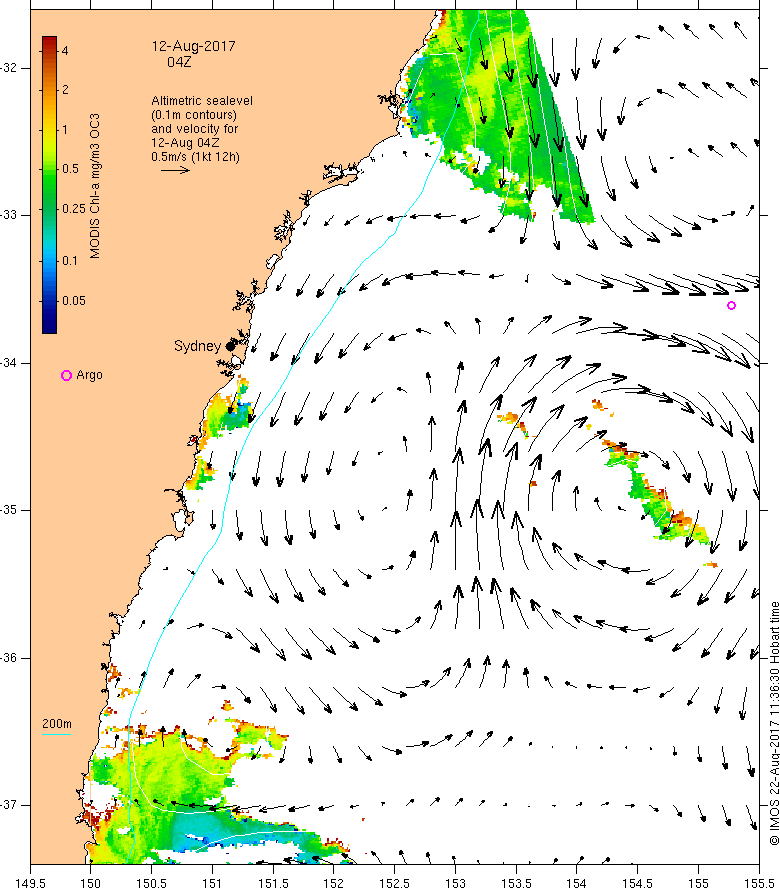 12-Aug-2017
04Z
Altimetric sealevel
(0.1m contours)
and velocity for
12-Aug 04Z
0.5m/s (1kt 12h)
4
2
1
0.5
0.25
0.1
0.05
MODIS Chl-a mg/m3 OC3
Sydney
Argo
200m
-32
-33
-34
-35
-36
-37
149.5 150 150.5 151 151.5 152 152.5 153 153.5 154 154.5 155 155.5
© IMOS 22-Aug-2017 11:36:30 Hobart time